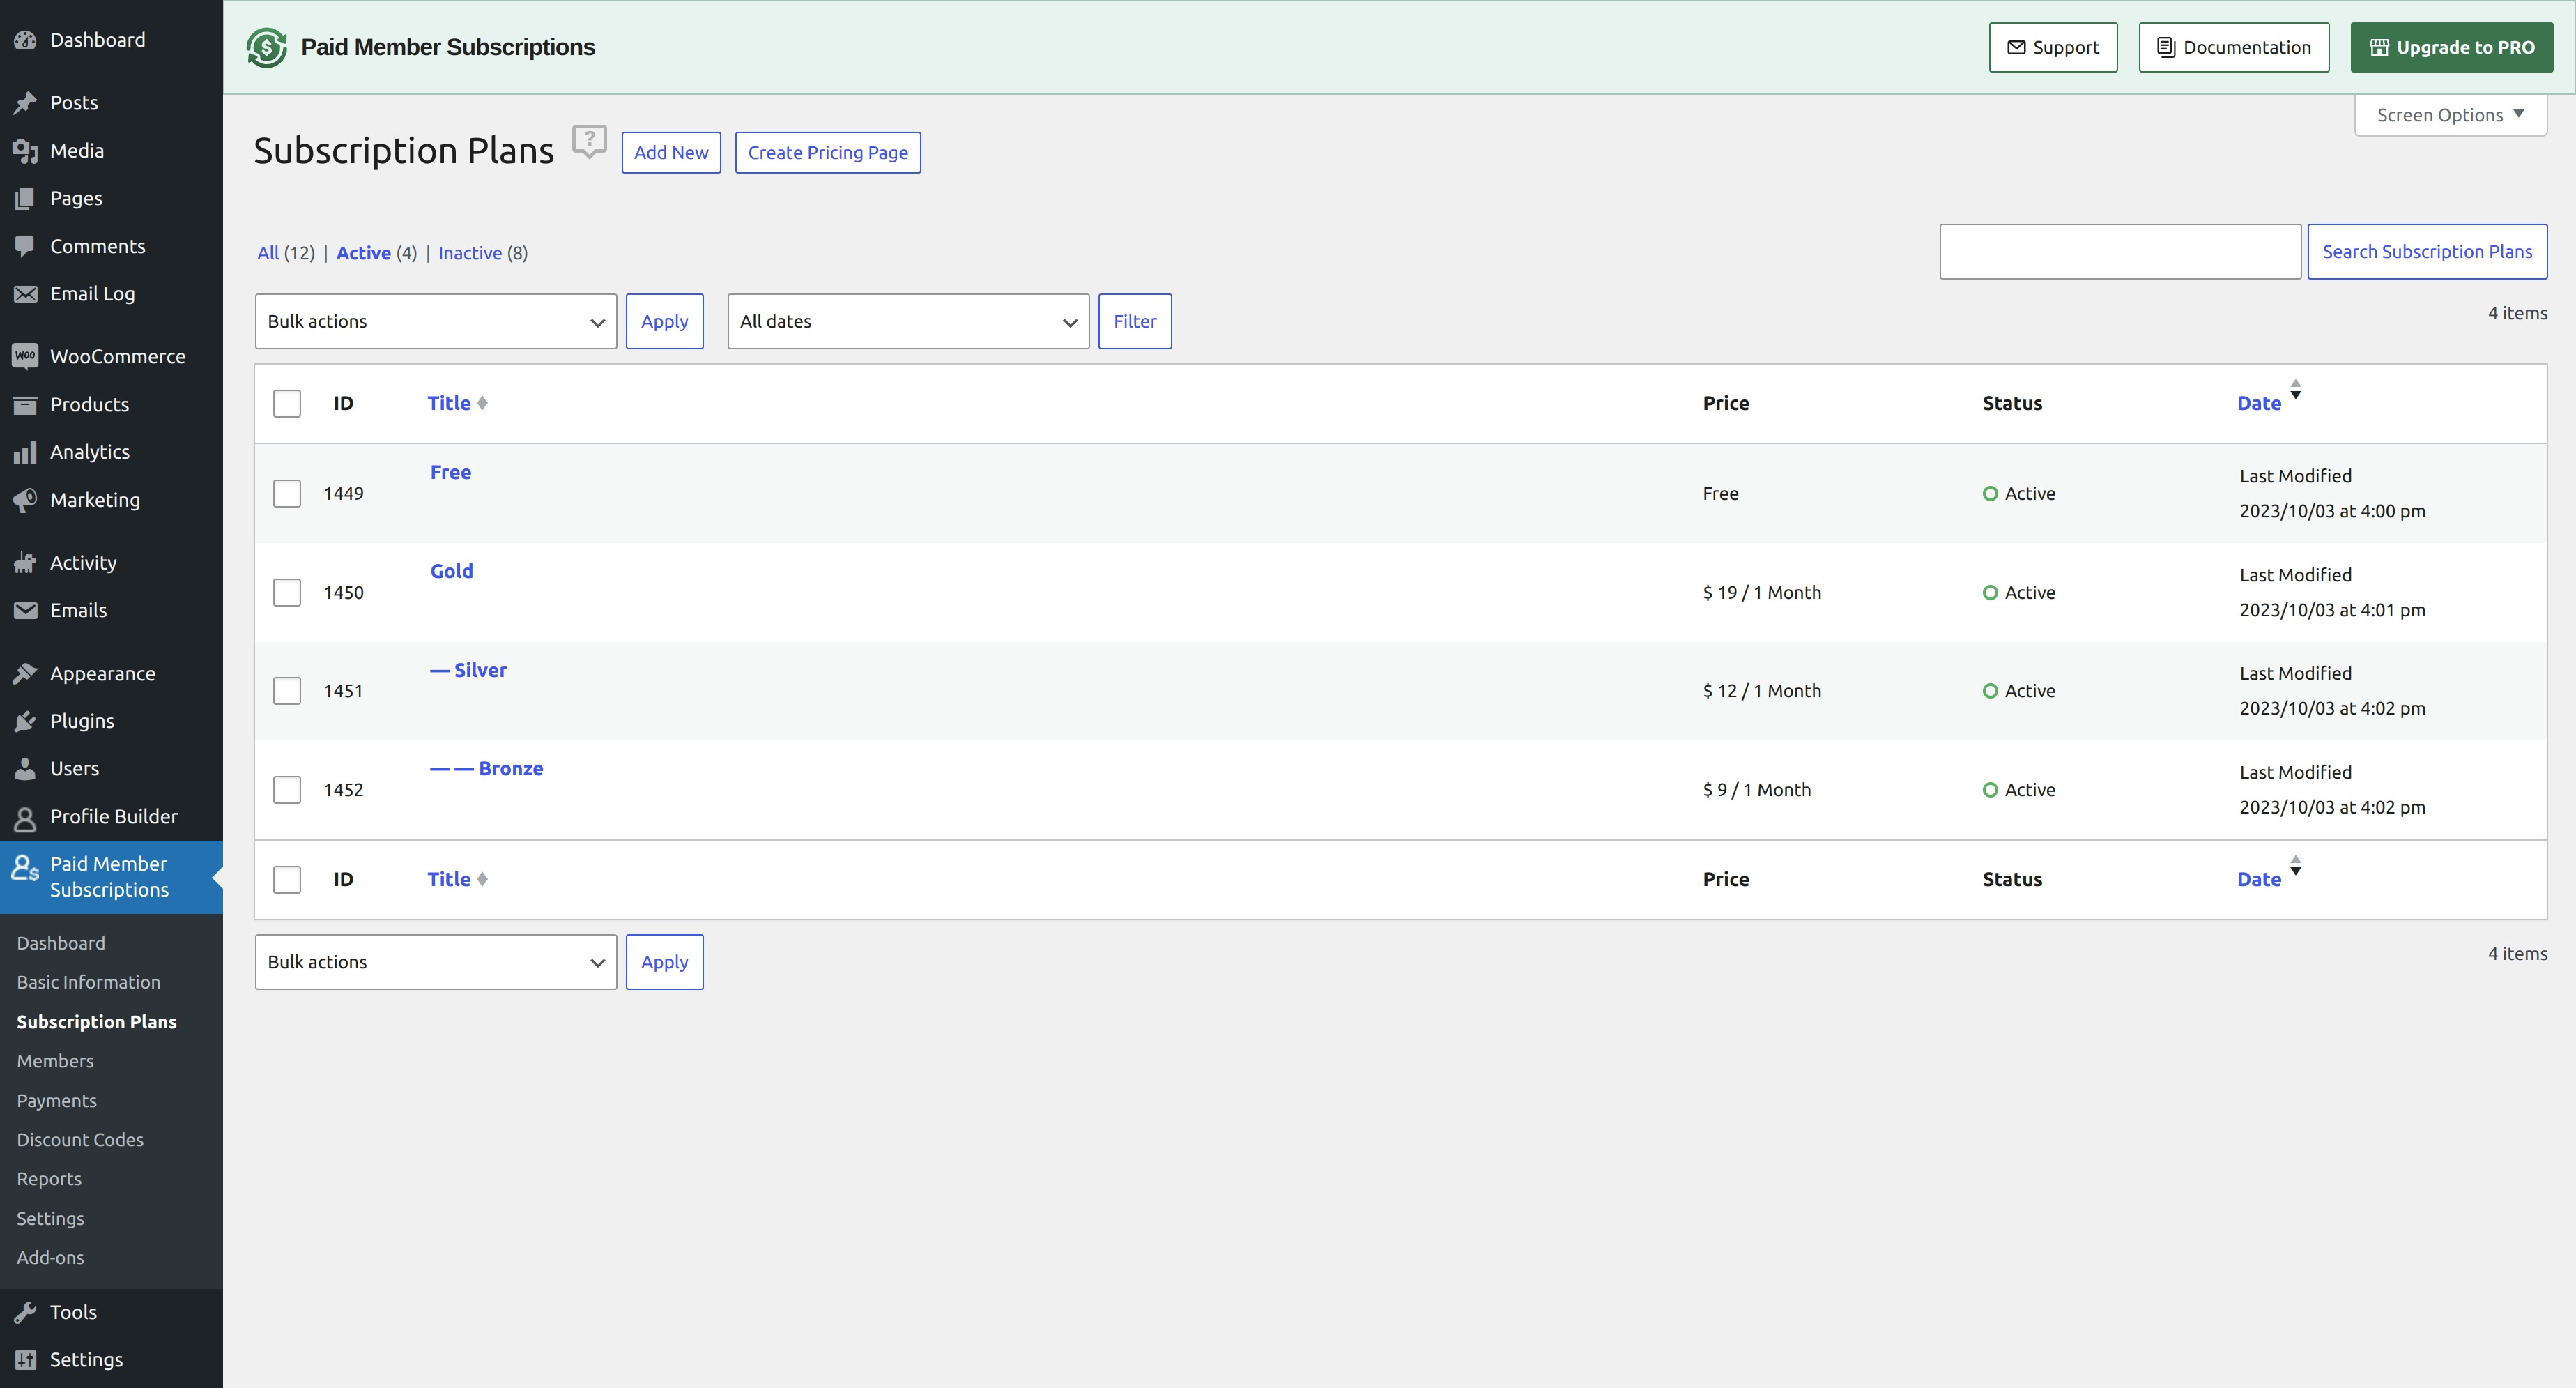 Dashboard
Posts
Media
Pages
Comments
Email Log
WOO WooCommerce
Products
Analytics
Marketing
Activity
Emails
Appearance
Plugins
Users
Profile Builder
Paid Member
Subscriptions
Dashboard
Basic Information
Subscription Plans
Members
Payments
Discount Codes
Reports
Settings
Add-ons
Tools
Settings
$ Paid Member Subscriptions
Support Documentation Upgrade to PRO
Screen Options
Subscription Plans ? Add New Create Pricing Page
All (12) | Active (4) | Inactive (8)
Search Subscription Plans
Bulk actions Apply All dates Filter
4 items
ID Title Price Status Date
1449 Free Free Active Last Modified
2023/10/03 at 4:00 pm
1450 Gold $ 19 / 1 Month Active Last Modified
2023/10/03 at 4:01 pm
1451 — Silver $ 12 / 1 Month Active Last Modified
2023/10/03 at 4:02 pm
1452 — — Bronze $ 9 / 1 Month Active Last Modified
2023/10/03 at 4:02 pm
ID Title Price Status Date
Bulk actions Apply
4 items